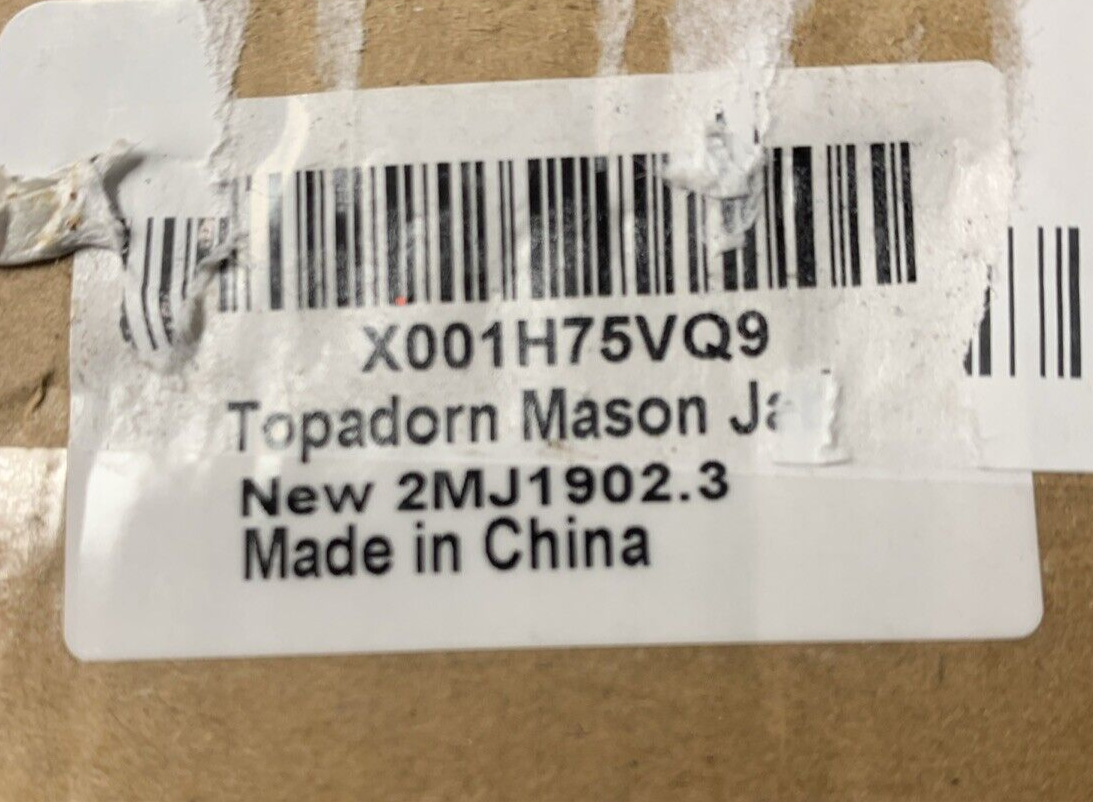 X001H75VQ9
Topadorn Mason
New 2MJ1902.3
Made in China